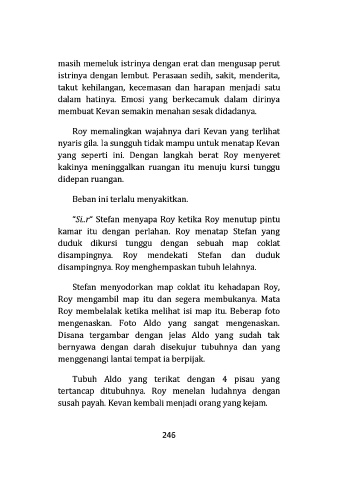 masih memeluk istrinya dengan erat dan mengusap perut
istrinya dengan lembut. Perasaan sedih, sakit, menderita,
takut kehilangan, kecemasan dan harapan menjadi satu
dalam hatinya. Emosi yang berkecamuk dalam dirinya
membuat Kevan semakin menahan sesak didadanya.
Roy memalingkan wajahnya dari Kevan yang terlihat
nyaris gila. Ia sungguh tidak mampu untuk menatap Kevan
yang seperti ini. Dengan langkah berat Roy menyeret
kakinya meninggalkan ruangan itu menuju kursi tunggu
didepan ruangan.
Beban ini terlalu menyakitkan.
"Si..r" Stefan menyapa Roy ketika Roy menutup pintu
kamar itu dengan perlahan. Roy menatap Stefan yang
duduk dikursi tunggu dengan sebuah map coklat
disampingnya. Roy mendekati Stefan dan duduk
disampingnya. Roy menghempaskan tubuh lelahnya.
Stefan menyodorkan map coklat itu kehadapan Roy,
Roy mengambil map itu dan segera membukanya. Mata
Roy membelalak ketika melihat isi map itu. Beberap foto
mengenaskan. Foto Aldo yang sangat mengenaskan.
Disana tergambar dengan jelas Aldo yang sudah tak
bernyawa dengan darah disekujur tubuhnya dan yang
menggenangi lantai tempat ia berpijak.
Tubuh Aldo yang terikat dengan 4 pisau yang
tertancap ditubuhnya. Roy menelan ludahnya dengan
susah payah. Kevan kembali menjadi orang yang kejam.
246